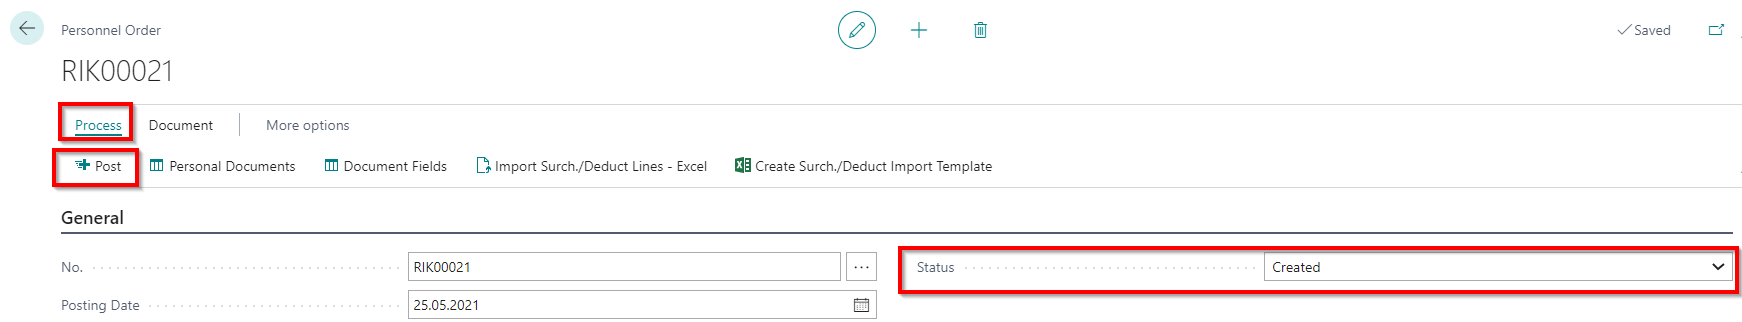 Personnel Order
Saved
RIK00021
Process Document More options
Post Personal Documents Document Fields Import Surch./Deduct Lines - Excel Create Surch./Deduct Import Template
General
No. RIK00021 ... Status Created
Posting Date 25.05.2021